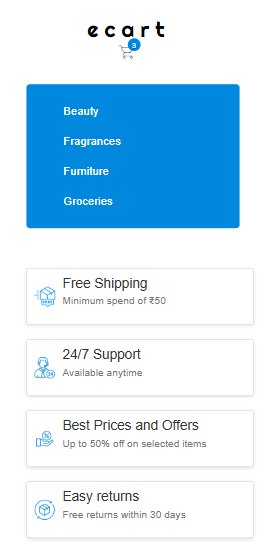 ecart
3
Beauty
Fragrances
Furniture
Groceries
Free Shipping
Minimum spend of ₹50
24/7 Support
Available anytime
Best Prices and Offers
Up to 50% off on selected items
Easy returns
Free returns within 30 days